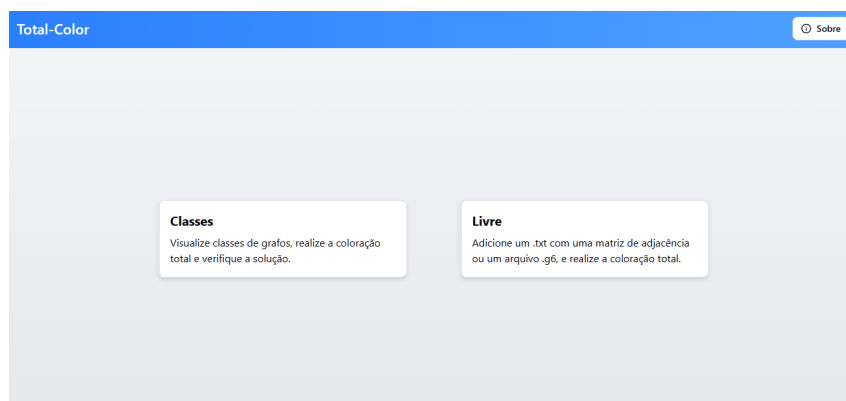 Total-Color
Sobre
Classes
Visualize classes de grafos, realize a coloração
total e verifique a solução.
Livre
Adicione um .txt com uma matriz de adjacência
ou um arquivo .g6, e realize a coloração total.